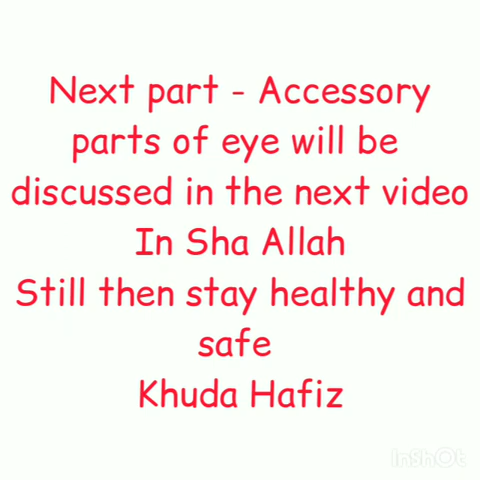 Next part - Accessory
parts of eye will be
discussed in the next video
In Sha Allah
Still then stay healthy and
safe
Khuda Hafiz
InShOt